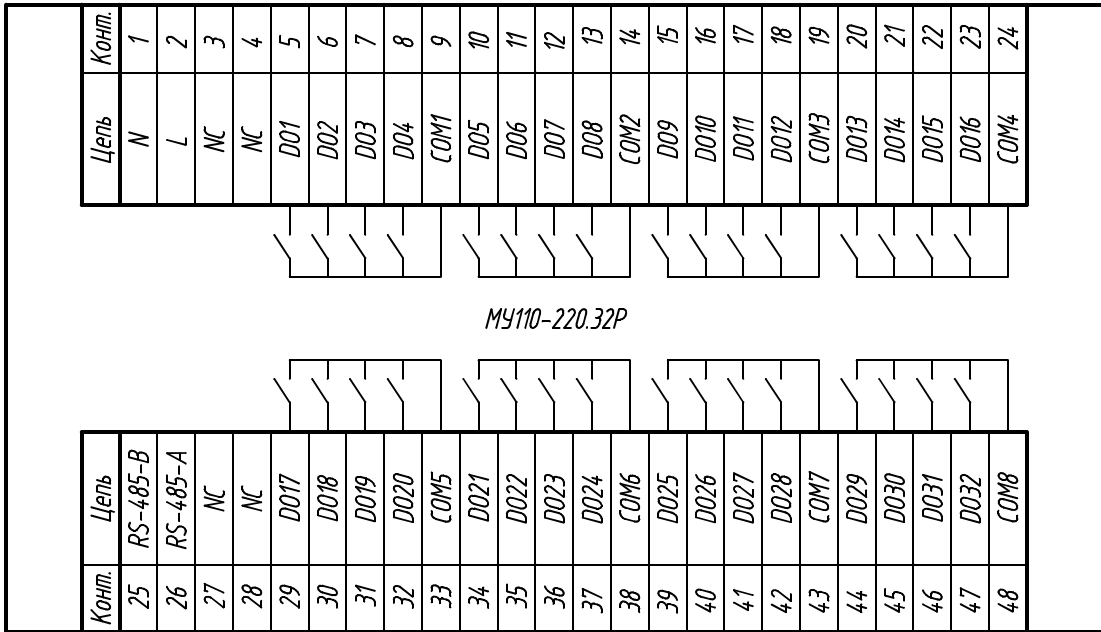 Конт. 1 2 3 4 5 6 7 8 9 10 11 12 13 14 15 16 17 18 19 20 21 22 23 24
Цепь N L NC NC DO1 DO2 DO3 DO4 COM1 DO5 DO6 DO7 DO8 COM2 DO9 DO10 DO11 DO12 COM3 DO13 DO14 DO15 DO16 COM4
МУ110-220.32Р
Цепь RS-485-B RS-485-A NC NC DO17 DO18 DO19 DO20 COM5 DO21 DO22 DO23 DO24 COM6 DO25 DO26 DO27 DO28 COM7 DO29 DO30 DO31 DO32 COM8
Конт. 25 26 27 28 29 30 31 32 33 34 35 36 37 38 39 40 41 42 43 44 45 46 47 48